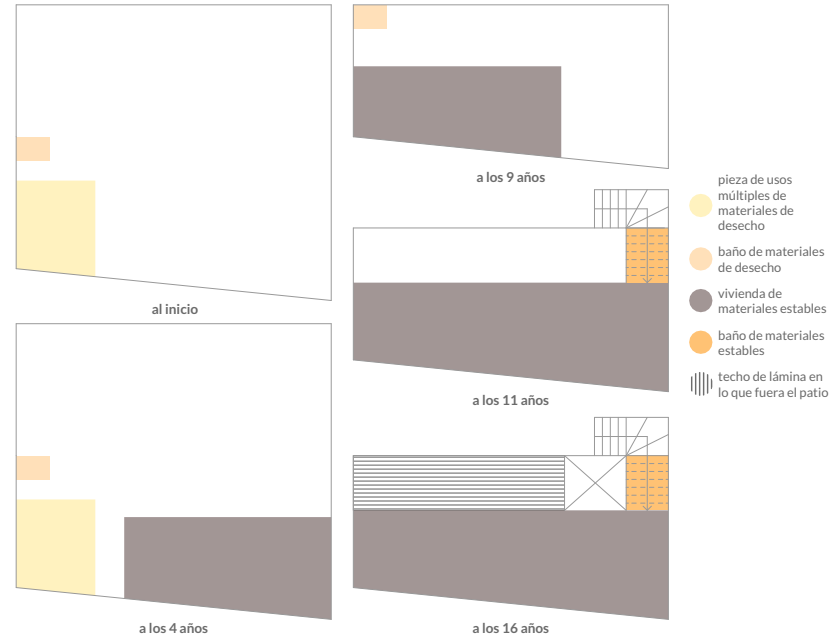 al inicio
a los 4 años
a los 9 años
a los 11 años
a los 16 años
pieza de usos
múltiples de
materiales de
desecho
baño de materiales
de desecho
vivienda de
materiales estables
baño de materiales
estables
techo de lámina en
lo que fuera el patio